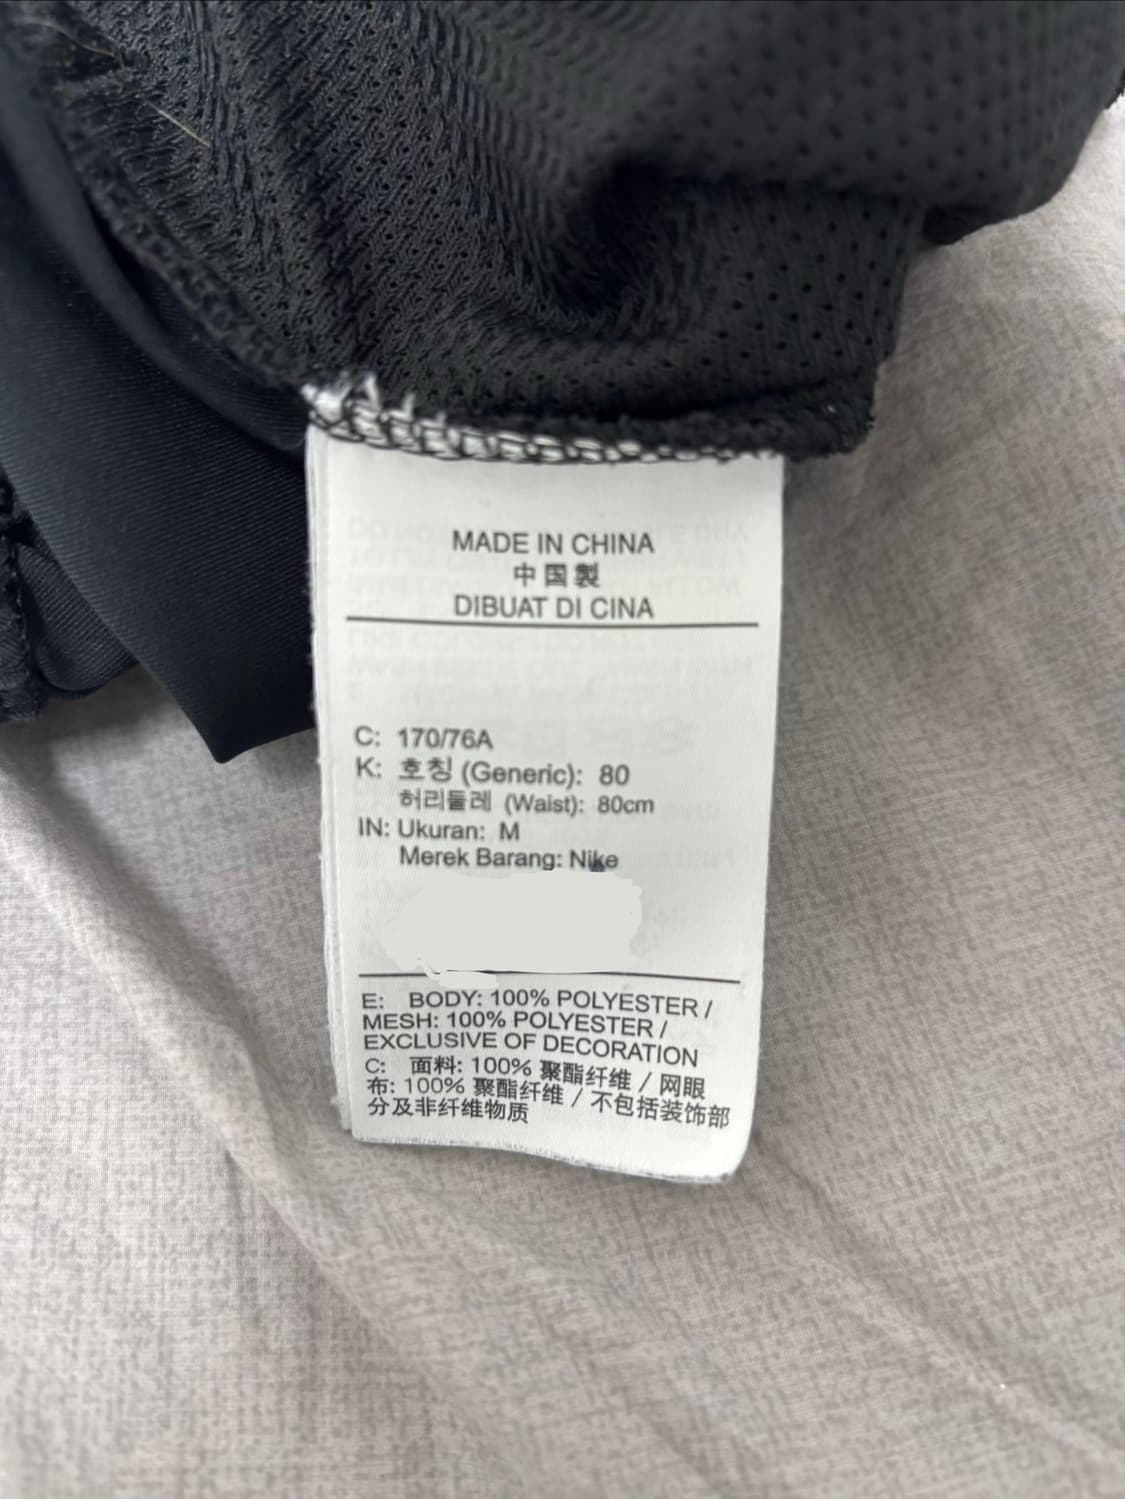 MADE IN CHINA
中国製
DIBUAT DI CINA
C: 170/76A
K: 호칭 (Generic): 80
허리둘레 (Waist): 80cm
IN: Ukuran: M
Merek Barang: Nike
E: BODY: 100% POLYESTER /
MESH: 100% POLYESTER /
EXCLUSIVE OF DECORATION
C: 面料: 100% 聚酯纤维 / 网眼
布: 100% 聚酯纤维 / 不包括装饰部
分及非纤维物质